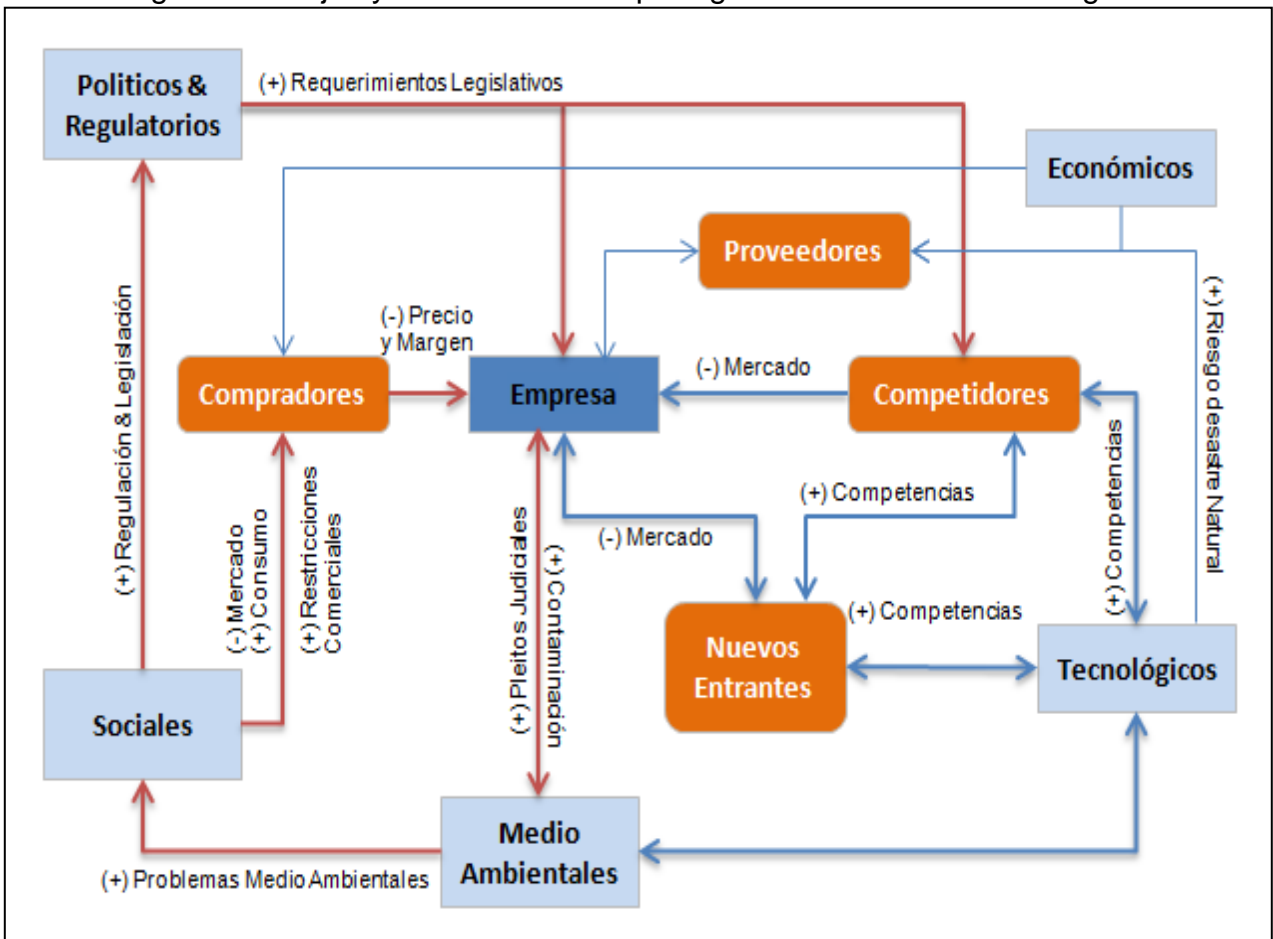 Politicos &
Regulatorios
(+) Requerimientos Legislativos
Económicos
Proveedores
(+) Riesgo desastre Natural
(+) Regulación & Legislación
(-) Precio
y Margen
Compradores
Empresa
(-) Mercado
Competidores
(+) Competencias
(+) Competencias
(-) Mercado
(-) Mercado
(+) Consumo
(+) Restricciones
Comerciales
(+) Pleitos Judiciales
(+) Contaminación
Nuevos
Entrantes
(+) Competencias
Tecnológicos
Sociales
Medio
Ambientales
(+) Problemas Medio Ambientales